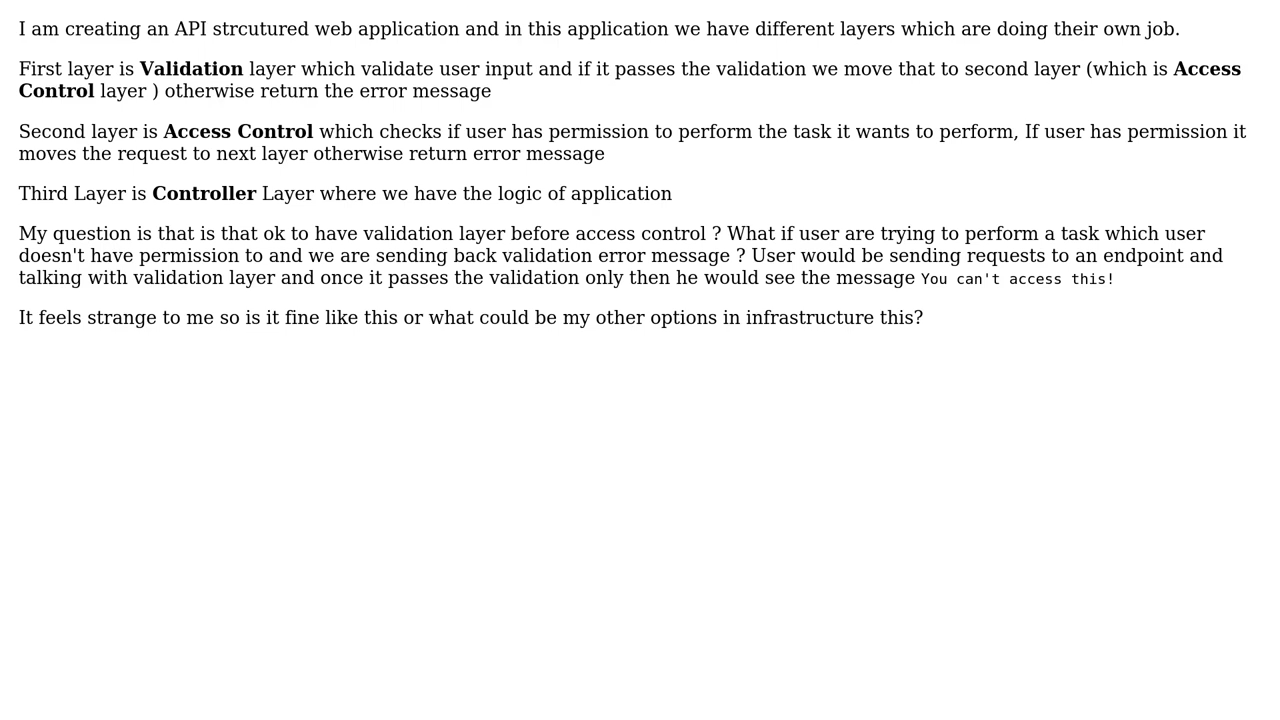 I am creating an API strcutured web application and in this application we have different layers which are doing their own job.
First layer is Validation layer which validate user input and if it passes the validation we move that to second layer (which is Access
Control layer ) otherwise return the error message
Second layer is Access Control which checks if user has permission to perform the task it wants to perform, If user has permission it
moves the request to next layer otherwise return error message
Third Layer is Controller Layer where we have the logic of application
My question is that is that ok to have validation layer before access control ? What if user are trying to perform a task which user
doesn't have permission to and we are sending back validation error message ? User would be sending requests to an endpoint and
talking with validation layer and once it passes the validation only then he would see the message You can't access this!
It feels strange to me so is it fine like this or what could be my other options in infrastructure this?